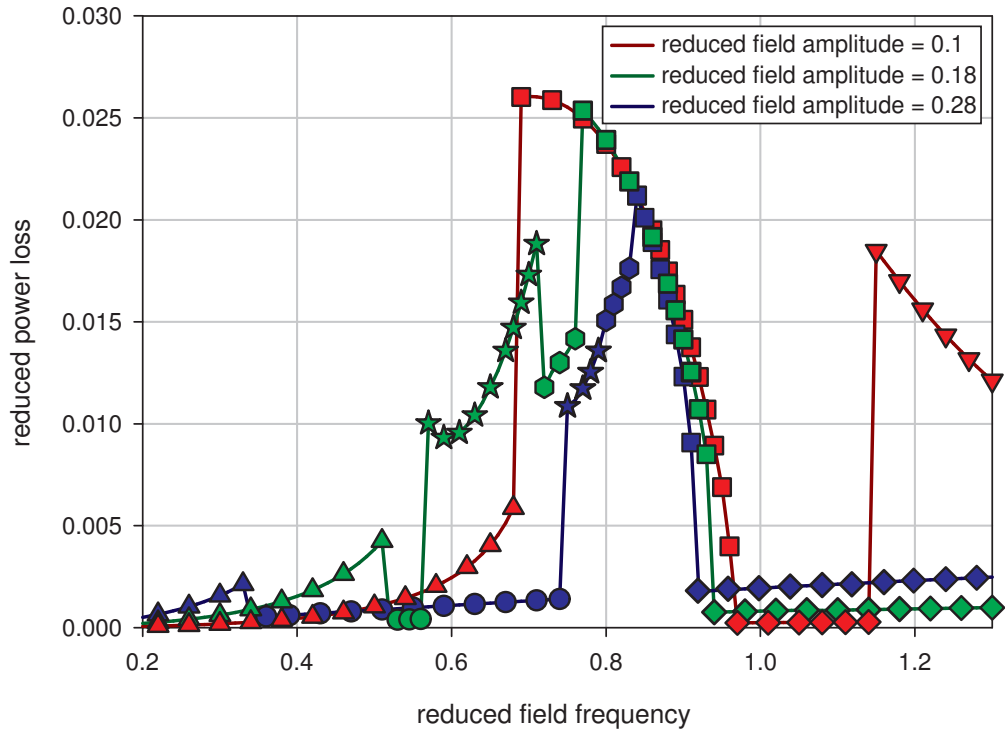 0.030
0.025
0.020
0.015
0.010
0.005
0.000
reduced power loss
reduced field amplitude = 0.1
reduced field amplitude = 0.18
reduced field amplitude = 0.28
0.2 0.4 0.6 0.8 1.0 1.2
reduced field frequency